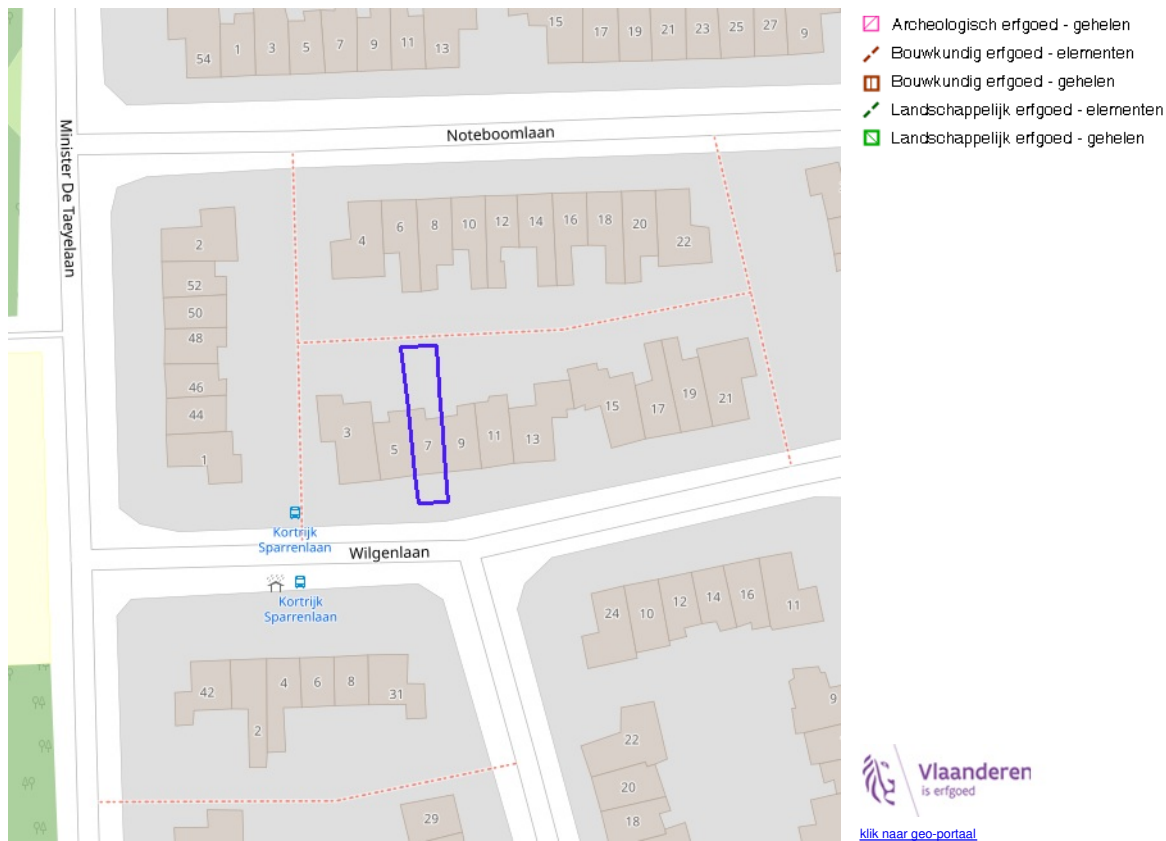 54 1 3 5 7 9 11 13
15 17 19 21 23 25 27 9
Noteboomlaan
Minister De Taeyelaan
4 6 8 10 12 14 16 18 20 22
2
52
50
48
46
44
1
3 5 7 9 11 13 15 17 19 21
Kortrijk
Sparrenlaan
Wilgenlaan
Kortrijk
Sparrenlaan
24 10 12 14 16 11
42 2 4 6 8 31
9
22
20
18
29
Archeologisch erfgoed - gehelen
Bouwkundig erfgoed - elementen
Bouwkundig erfgoed - gehelen
Landschappelijk erfgoed - elementen
Landschappelijk erfgoed - gehelen
Vlaanderen
is erfgoed
klik naar geo-portaal